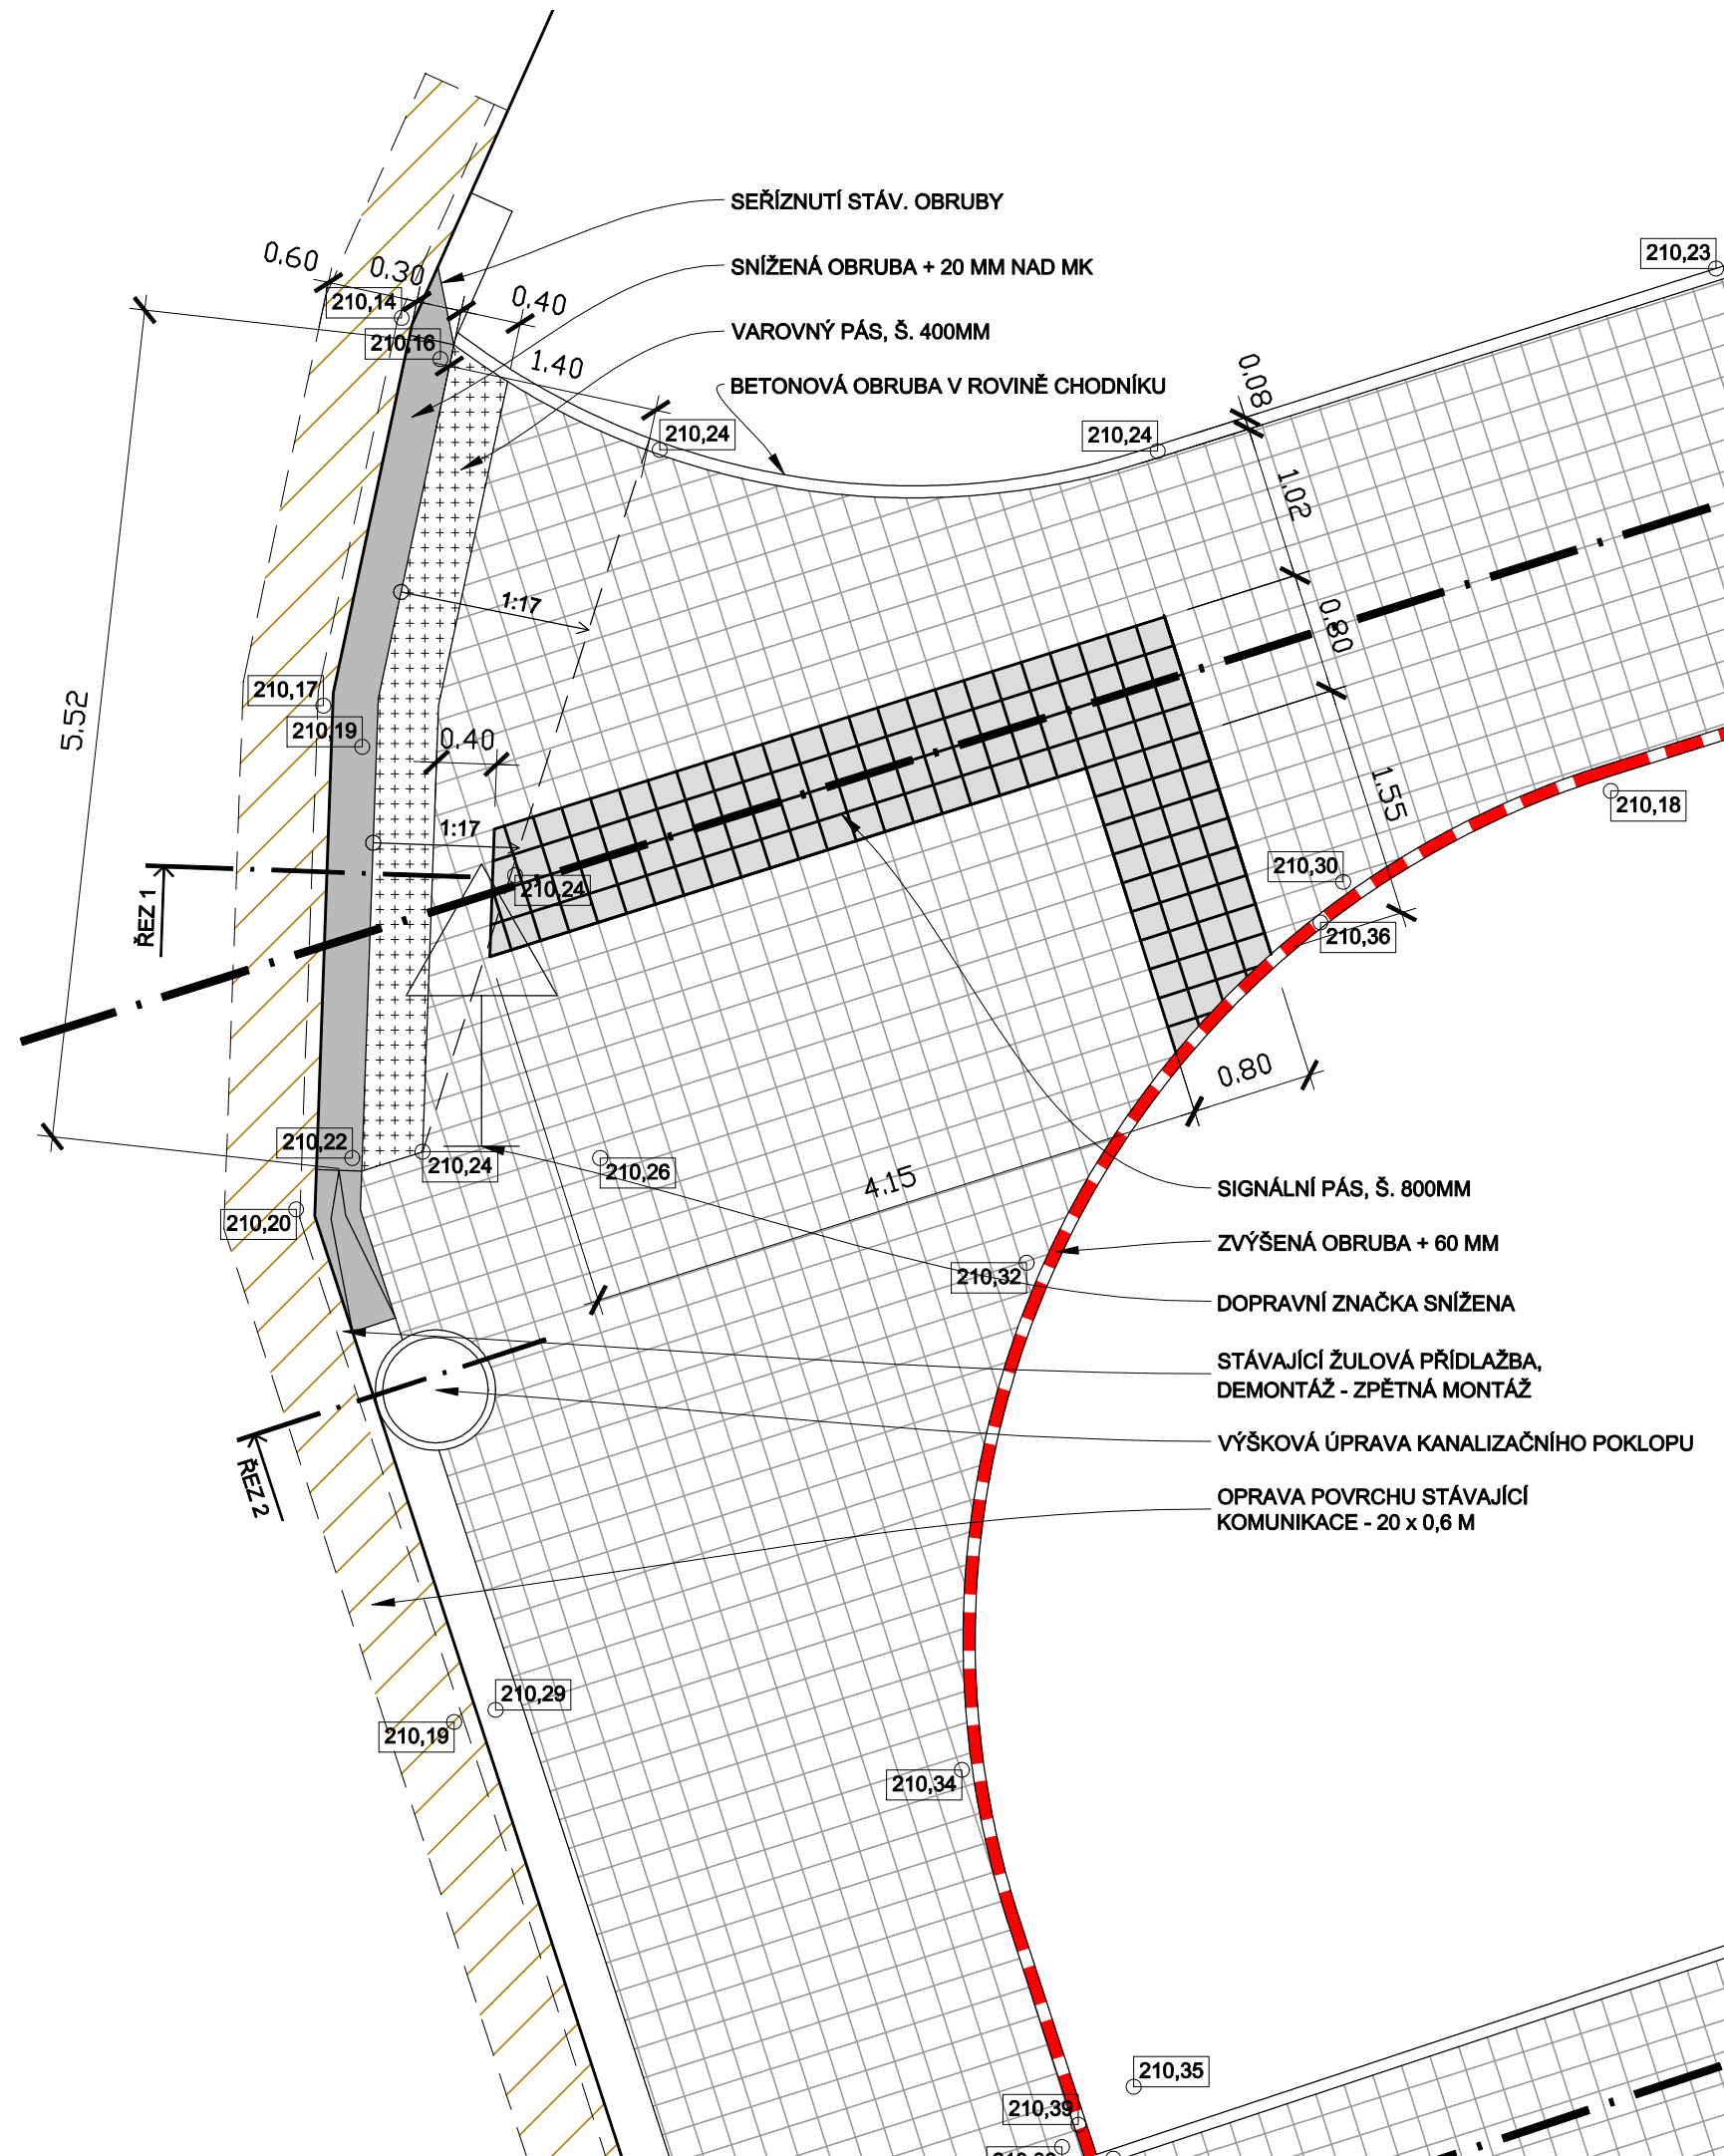 SEŘÍZNUTÍ STÁV. OBRUBY
210,23
0.60
0.30
SNÍŽENÁ OBRUBA + 20 MM NAD MK
210,14
0.40
VAROVNÝ PÁS, Š. 400MM
210,16
1.40
BETONOVÁ OBRUBA V ROVINĚ CHODNÍKU
0.08
210,24
210,24
1.02
1:17
0.80
210,17
5.52
210,19
0.40
1.55
210,18
1:17
210,30
210,24
ŘEZ 1
210,36
0.80
210,22
210,24
210,26
4.15
SIGNÁLNÍ PÁS, Š. 800MM
210,20
ZVÝŠENÁ OBRUBA + 60 MM
210,32
DOPRAVNÍ ZNAČKA SNÍŽENA
STÁVAJÍCÍ ŽULOVÁ PŘÍDLAŽBA,
DEMONTÁŽ - ZPĚTNÁ MONTÁŽ
VÝŠKOVÁ ÚPRAVA KANALIZAČNÍHO POKLOPU
ŘEZ 2
OPRAVA POVRCHU STÁVAJÍCÍ
KOMUNIKACE - 20 x 0,6 M
210,29
210,19
210,34
210,35
210,39